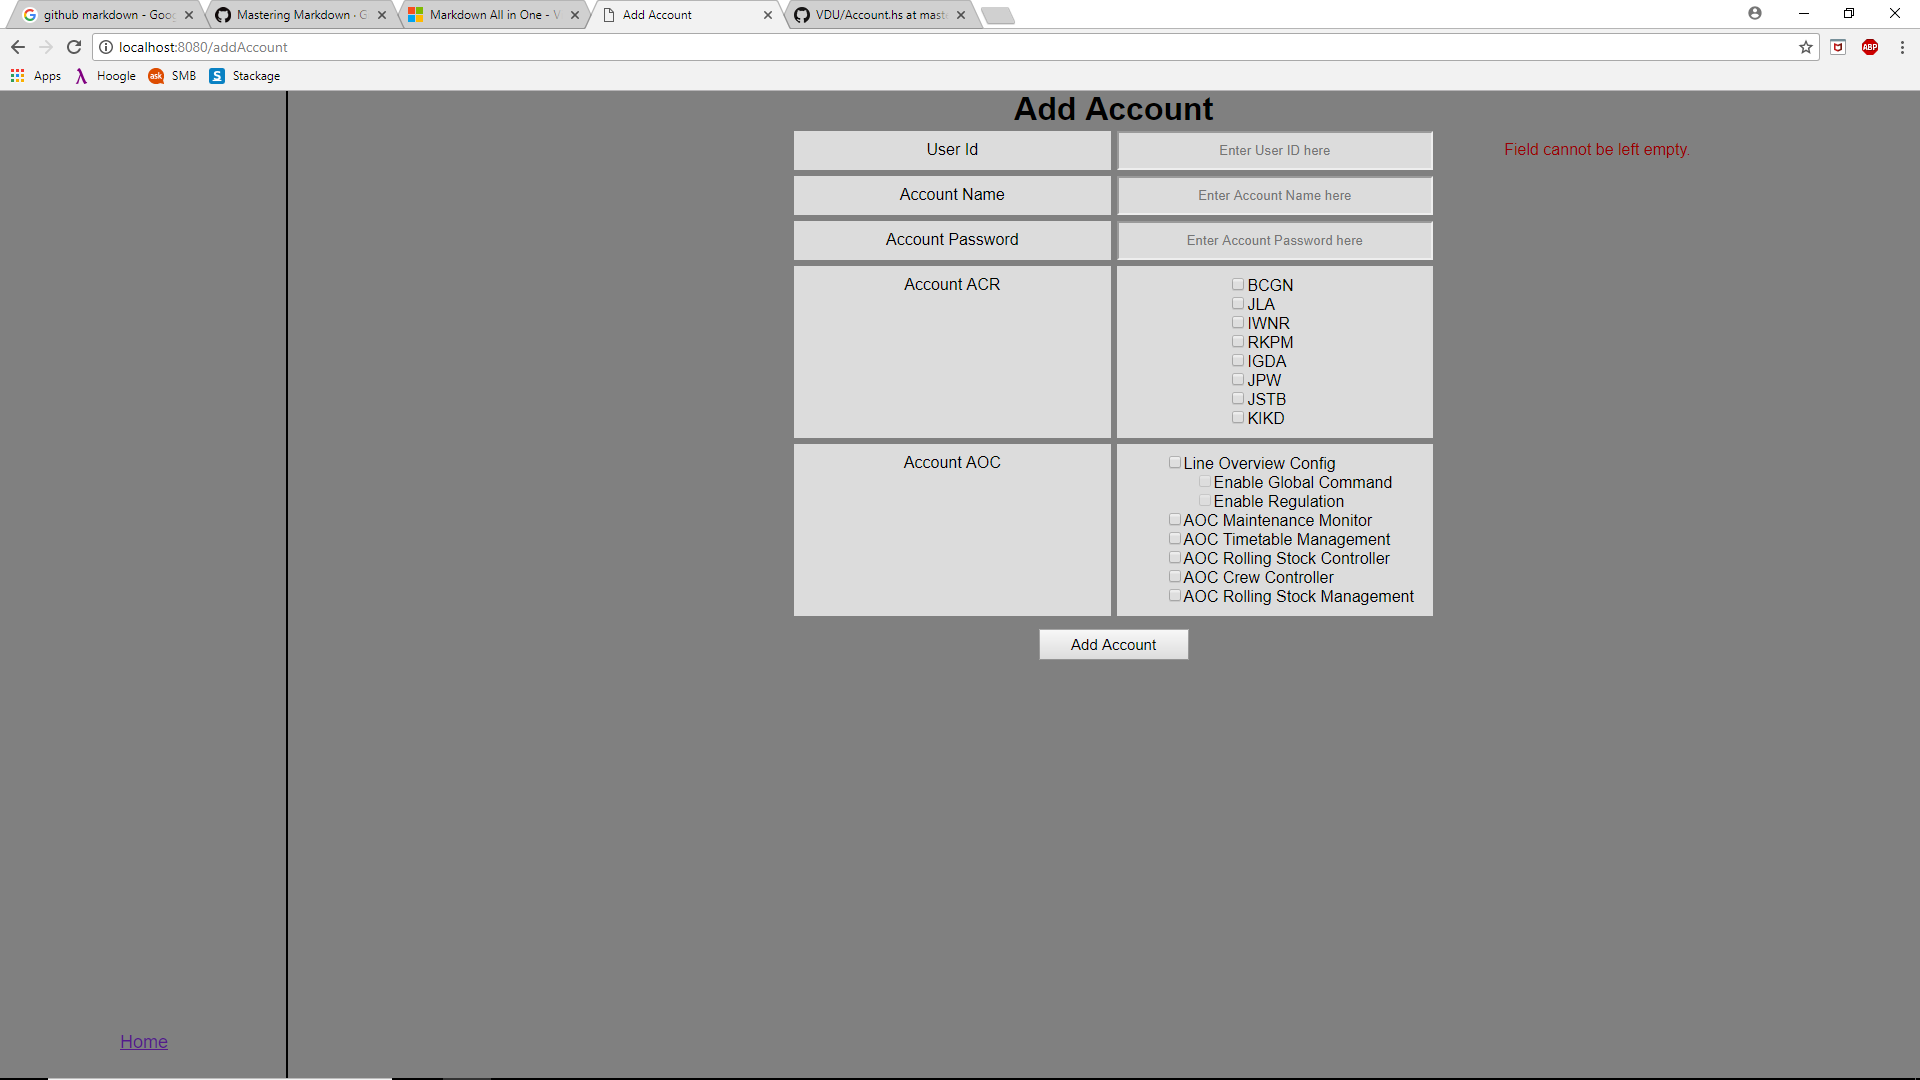 github markdown - Goo
Mastering Markdown · G
Markdown All in One - V
Add Account
VDU/Account.hs at mast
localhost:8080/addAccount
ABP
Apps
Hoogle
ask
SMB
S
Stackage
Add Account
User Id
Enter User ID here
Field cannot be left empty.
Account Name
Enter Account Name here
Account Password
Enter Account Password here
Account ACR
BCGN
JLA
IWNR
RKPM
IGDA
JPW
JSTB
KIKD
Account AOC
Line Overview Config
Enable Global Command
Enable Regulation
AOC Maintenance Monitor
AOC Timetable Management
AOC Rolling Stock Controller
AOC Crew Controller
AOC Rolling Stock Management
Add Account
Home